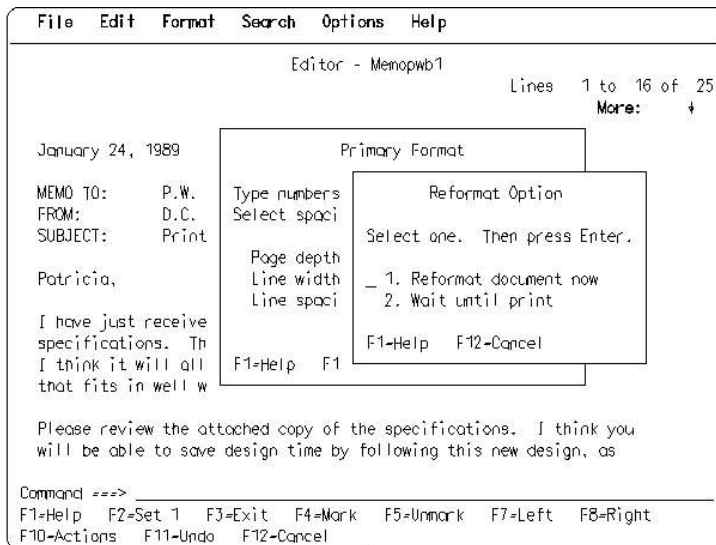 File Edit Format Search Options Help
Editor - Memopwb1
Lines 1 to 16 of 25
More: ↓
January 24, 1989
Primary Format
MEMO TO: P.W.
FROM: D.C.
SUBJECT: Print
Type numbers
Select spaci
Page depth
Line width
Line spaci
F1=Help F1
Reformat Option
Select one. Then press Enter.
_ 1. Reformat document now
2. Wait until print
F1=Help F12=Cancel
Patricia,
I have just receive
specifications. Th
I think it will all
that fits in well w
Please review the attached copy of the specifications. I think you
will be able to save design time by following this new design, as
Command ===> 
F1=Help F2=Set 1 F3=Exit F4=Mark F5=Unmark F7=Left F8=Right
F10=Actions F11=Undo F12=Cancel